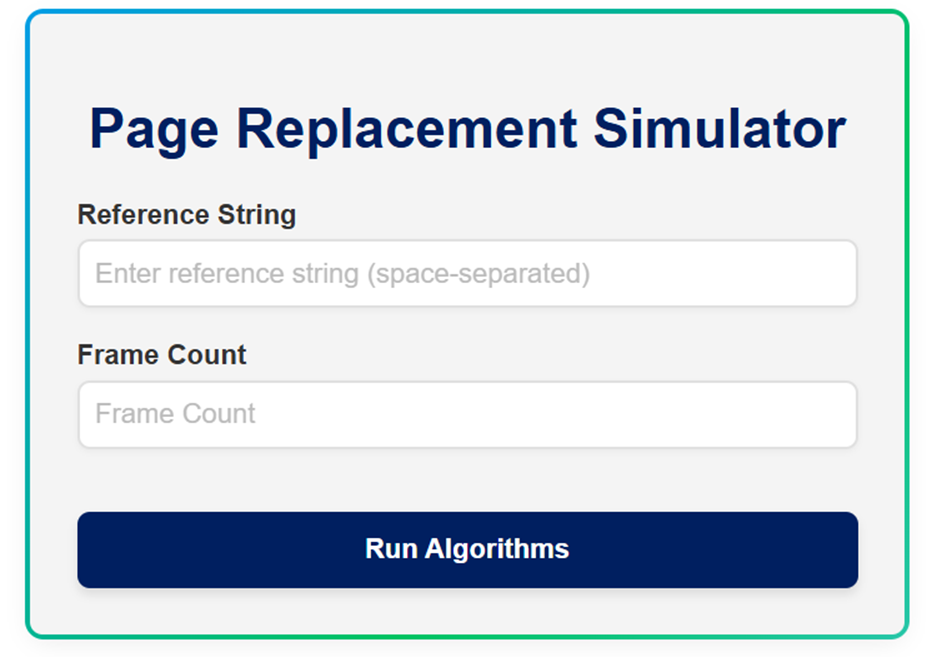 Page Replacement Simulator
Reference String
Enter reference string (space-separated)
Frame Count
Frame Count
Run Algorithms